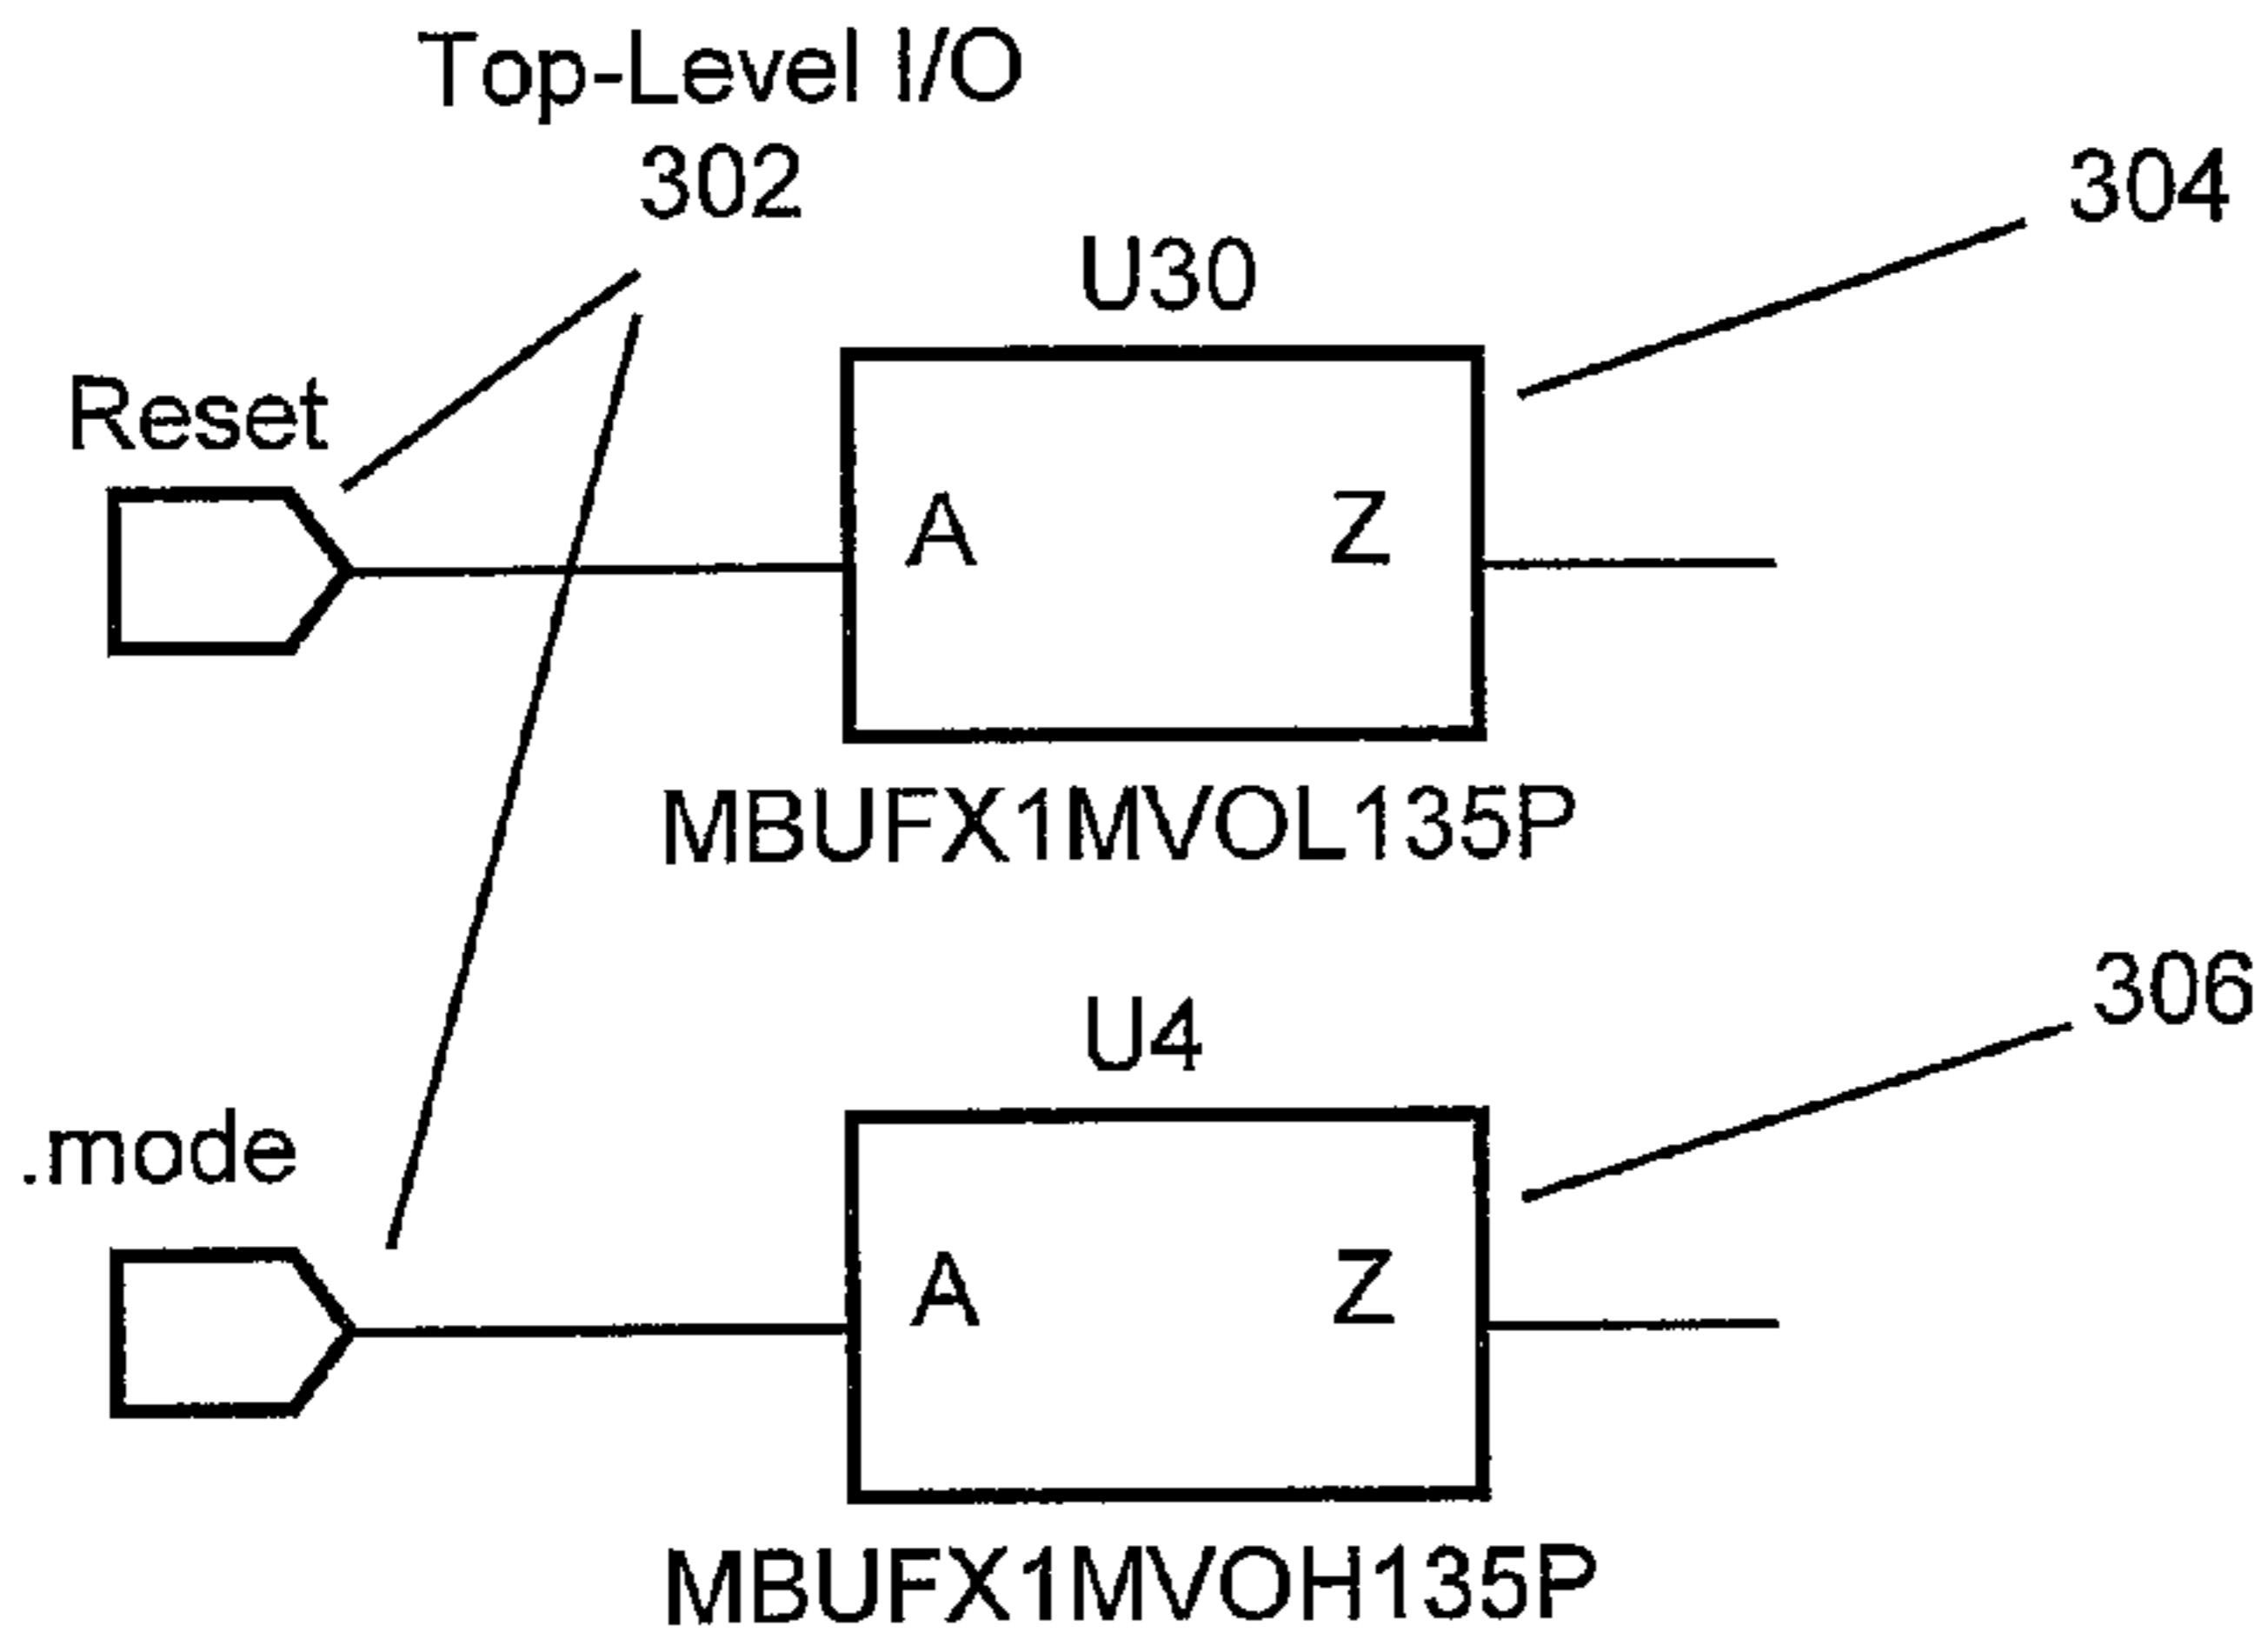 Top-Level I/O
302
304
U30
Reset
A Z
MBUFX1MVOL135P
306
U4
.mode
A Z
MBUFX1MVOH135P